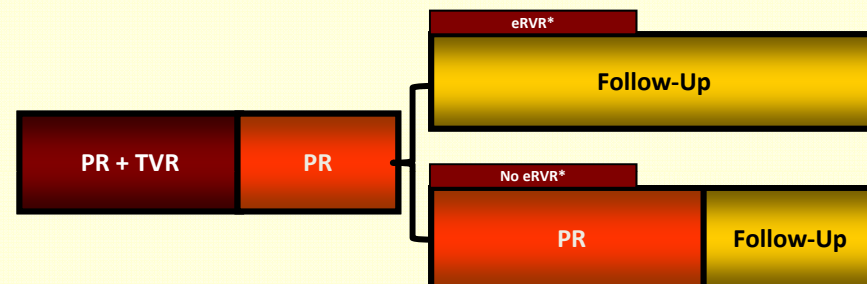 eRVR*
Follow-Up
PR + TVR
PR
No eRVR*
PR
Follow-Up